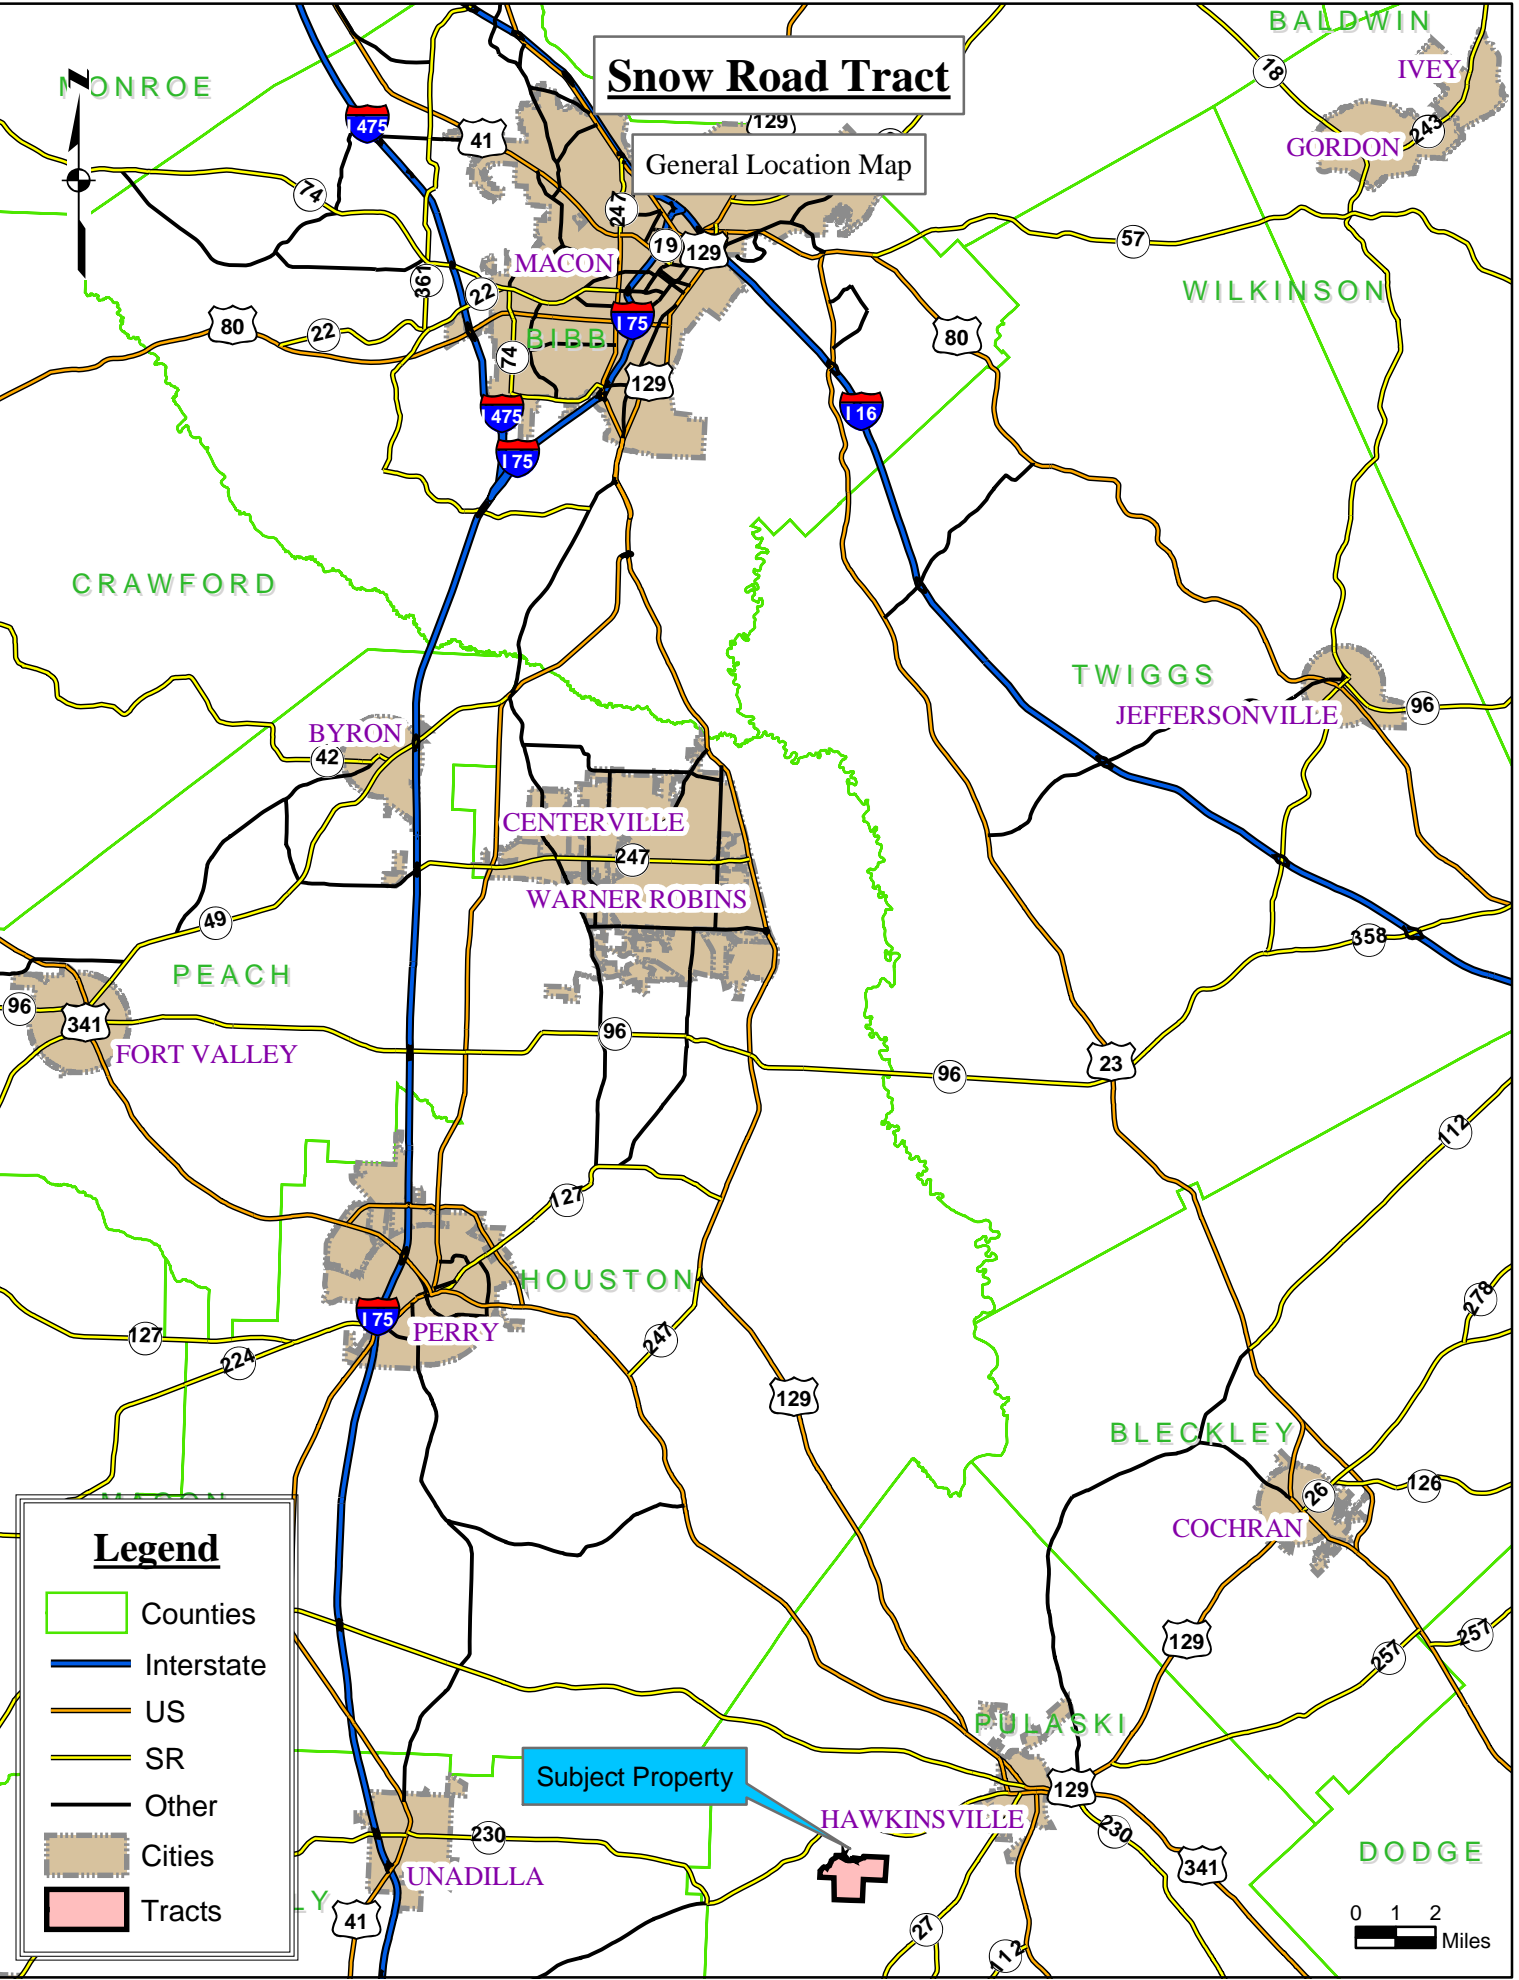 BALDWIN
IVEY
MONROE
N
Snow Road Tract
General Location Map
18
243
GORDON
I 475
41
129
74
247
19
129
57
MACON
361
22
WILKINSON
80
22
I 75
80
BIBB
74
129
I 475
I 16
I 75
CRAWFORD
TWIGGS
JEFFERSONVILLE
96
BYRON
42
CENTERVILLE
247
WARNER ROBINS
49
358
PEACH
96
341
FORT VALLEY
96
96
23
112
127
HOUSTON
I 75
PERRY
127
224
247
278
129
BLECKLEY
126
26
COCHRAN
MACON
Legend
Counties
Interstate
US
SR
Other
Cities
Tracts
129
257
257
PULASKI
Subject Property
129
HAWKINSVILLE
230
230
UNADILLA
LY
41
341
DODGE
27
112
0 1 2
Miles